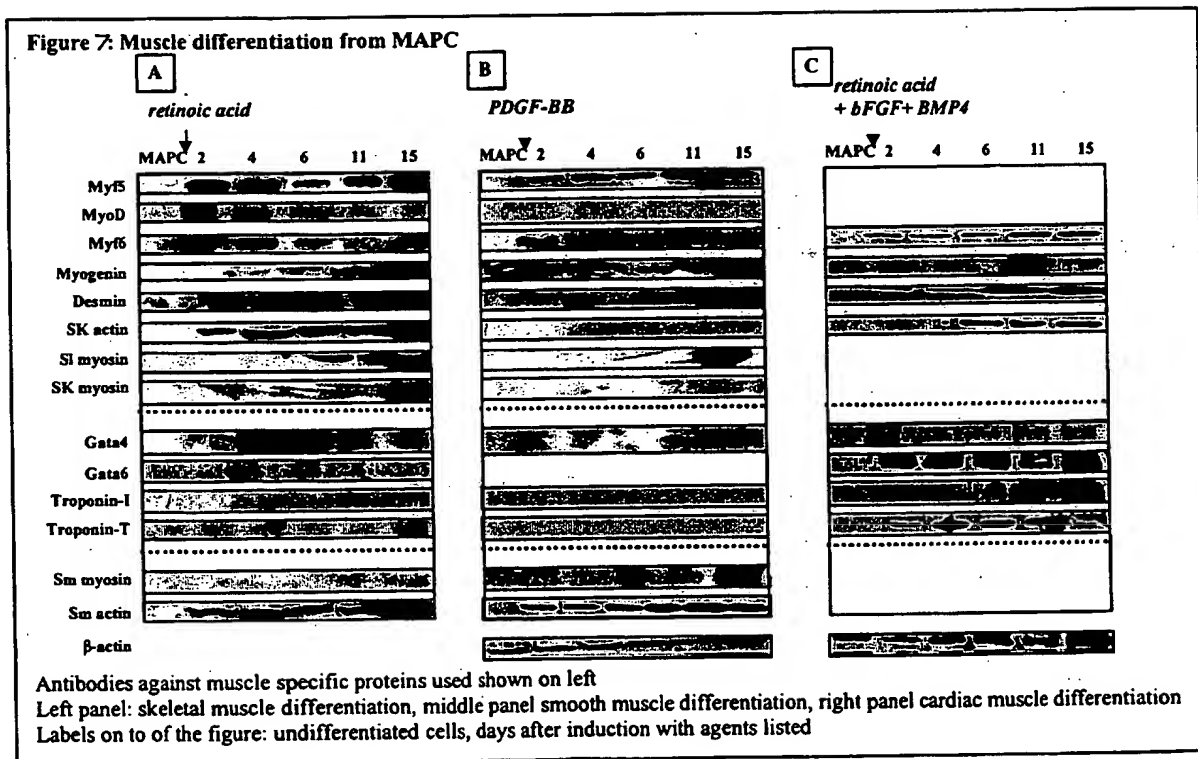 Figure 7: Muscle differentiation from MAPC
A
B
C
retinoic acid
PDGF-BB
retinoic acid
+ bFGF+ BMP4
MAPC 2 4 6 11 15
MAPC 2 4 6 11 15
MAPC 2 4 6 11 15
Myf5
MyoD
Myf6
Myogenin
Desmin
SK actin
Sl myosin
SK myosin
Gata4
Gata6
Troponin-I
Troponin-T
Sm myosin
Sm actin
β-actin
Antibodies against muscle specific proteins used shown on left
Left panel: skeletal muscle differentiation, middle panel smooth muscle differentiation, right panel cardiac muscle differentiation
Labels on to of the figure: undifferentiated cells, days after induction with agents listed